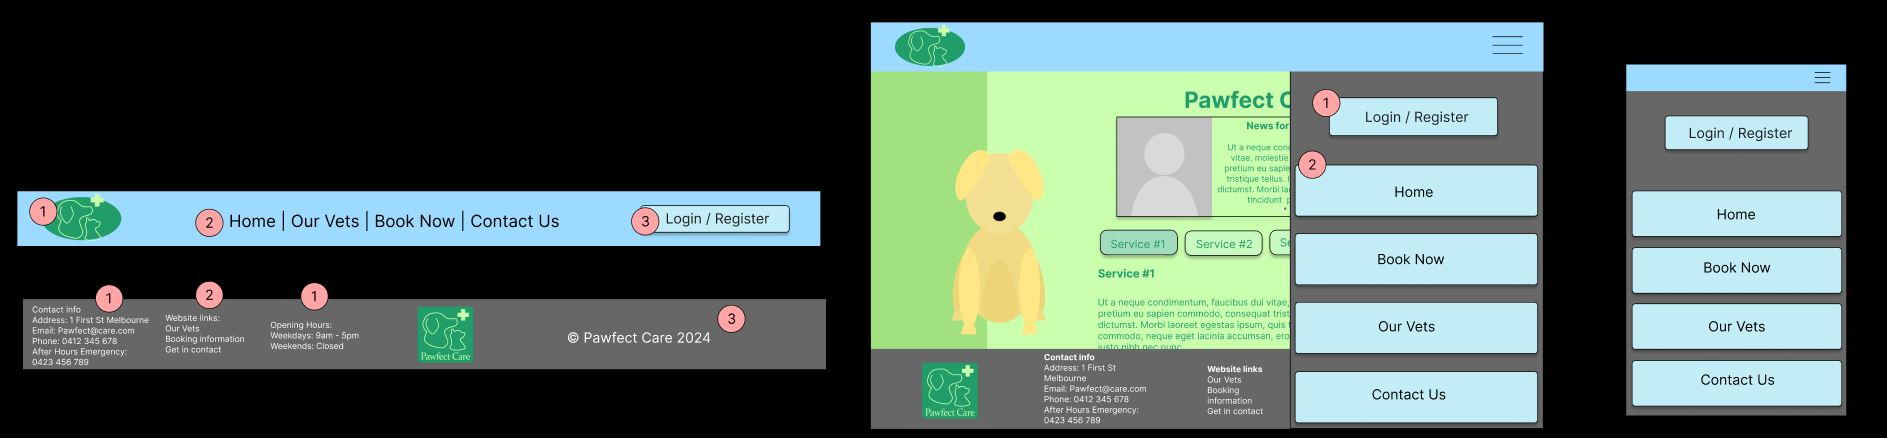 1
2
Home | Our Vets | Book Now | Contact Us
3
Login / Register
1
Contact info
Address: 1 First St Melbourne
Email: Pawfect@care.com
Phone: 0412 345 678
After Hours Emergency:
0423 456 789
2
Website links:
Our Vets
Booking information
Get in contact
1
Opening Hours:
Weekdays: 9am - 5pm
Weekends: Closed
Pawfect Care
© Pawfect Care 2024
3
Pawfect C
News for
Ut a neque cond
vitae, molestie
pretium eu sapie
tristique tellus. I
dictumst. Morbi la
tincidunt p
Service #1
Service #2
Se
Service #1
Ut a neque condimentum, faucibus dui vitae,
pretium eu sapien commodo, consequat trist
dictumst. Morbi laoreet egestas ipsum, quis t
commodo, neque eget lacinia accumsan, ero
justo nibh nec nunc.
Pawfect Care
Contact info
Address: 1 First St
Melbourne
Email: Pawfect@care.com
Phone: 0412 345 678
After Hours Emergency:
0423 456 789
Website links
Our Vets
Booking
information
Get in contact
1
Login / Register
2
Home
Book Now
Our Vets
Contact Us
Login / Register
Home
Book Now
Our Vets
Contact Us